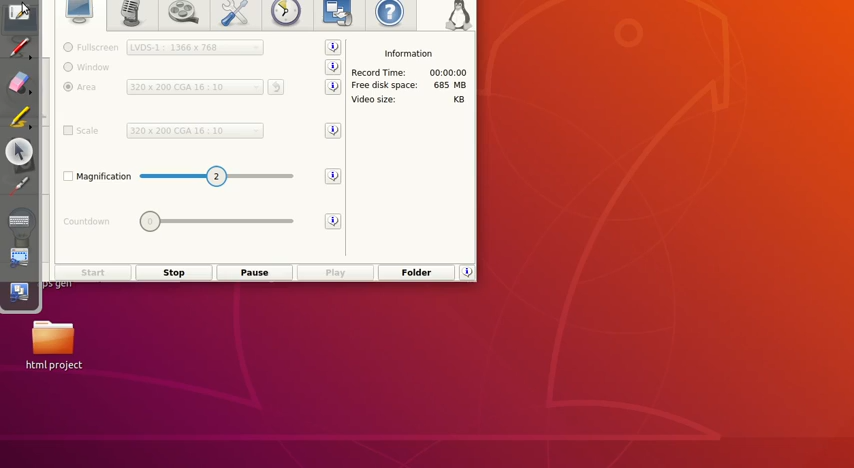 Fullscreen LVDS-1 : 1366 x 768
Window
Area 320 x 200 CGA 16 : 10
Scale 320 x 200 CGA 16 : 10
Magnification 2
Countdown 0
Information
Record Time: 00:00:00
Free disk space: 685 MB
Video size: KB
Start Stop Pause Play Folder
ps gen
html project